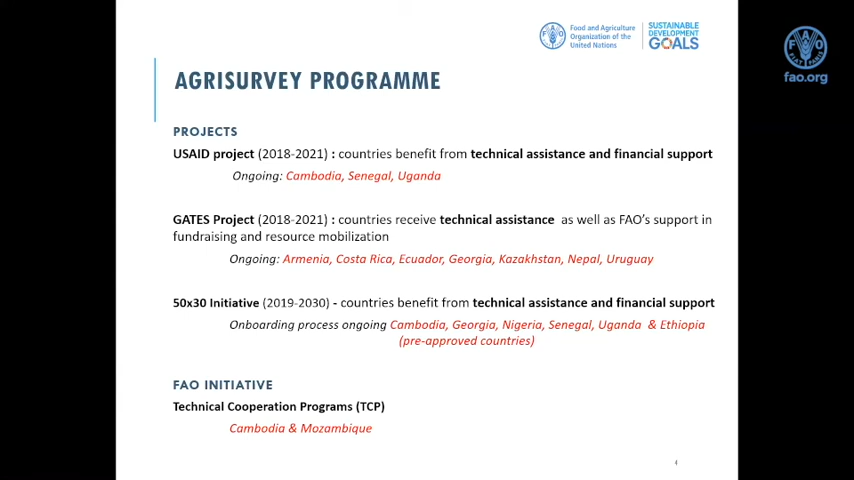 Food and Agriculture
Organization of the
United Nations
SUSTAINABLE
DEVELOPMENT
GOALS
FAO
FIAT PANIS
fao.org
AGRISURVEY PROGRAMME
PROJECTS
USAID project (2018-2021) : countries benefit from technical assistance and financial support
Ongoing: Cambodia, Senegal, Uganda
GATES Project (2018-2021) : countries receive technical assistance as well as FAO's support in
fundraising and resource mobilization
Ongoing: Armenia, Costa Rica, Ecuador, Georgia, Kazakhstan, Nepal, Uruguay
50x30 Initiative (2019-2030) - countries benefit from technical assistance and financial support
Onboarding process ongoing Cambodia, Georgia, Nigeria, Senegal, Uganda & Ethiopia
(pre-approved countries)
FAO INITIATIVE
Technical Cooperation Programs (TCP)
Cambodia & Mozambique
4